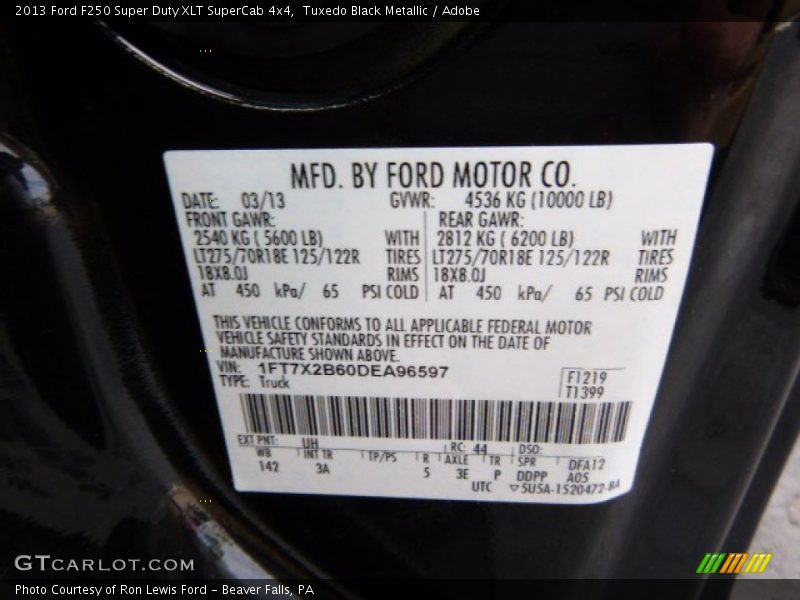 2013 Ford F250 Super Duty XLT SuperCab 4x4, Tuxedo Black Metallic / Adobe
MFD. BY FORD MOTOR CO.
DATE: 03/13 GVWR: 4536 KG (10000 LB)
FRONT GAWR: REAR GAWR:
2540 KG ( 5600 LB) WITH 2812 KG ( 6200 LB) WITH
LT275/70R18E 125/122R TIRES LT275/70R18E 125/122R TIRES
18X8.0J RIMS 18X8.0J RIMS
AT 450 kPa/ 65 PSI COLD AT 450 kPa/ 65 PSI COLD
THIS VEHICLE CONFORMS TO ALL APPLICABLE FEDERAL MOTOR
VEHICLE SAFETY STANDARDS IN EFFECT ON THE DATE OF
MANUFACTURE SHOWN ABOVE.
VIN: 1FT7X2B60DEA96597 F1219
TYPE: Truck T1399
EXT PNT: UH RC: 44 DSO:
WB INT TR TP/PS R AXLE TR SPR DFA12
142 3A 5 3E P DDPP A05
UTC ▽5U5A-1520472-BA
GTCARLOT.COM
Photo Courtesy of Ron Lewis Ford - Beaver Falls, PA